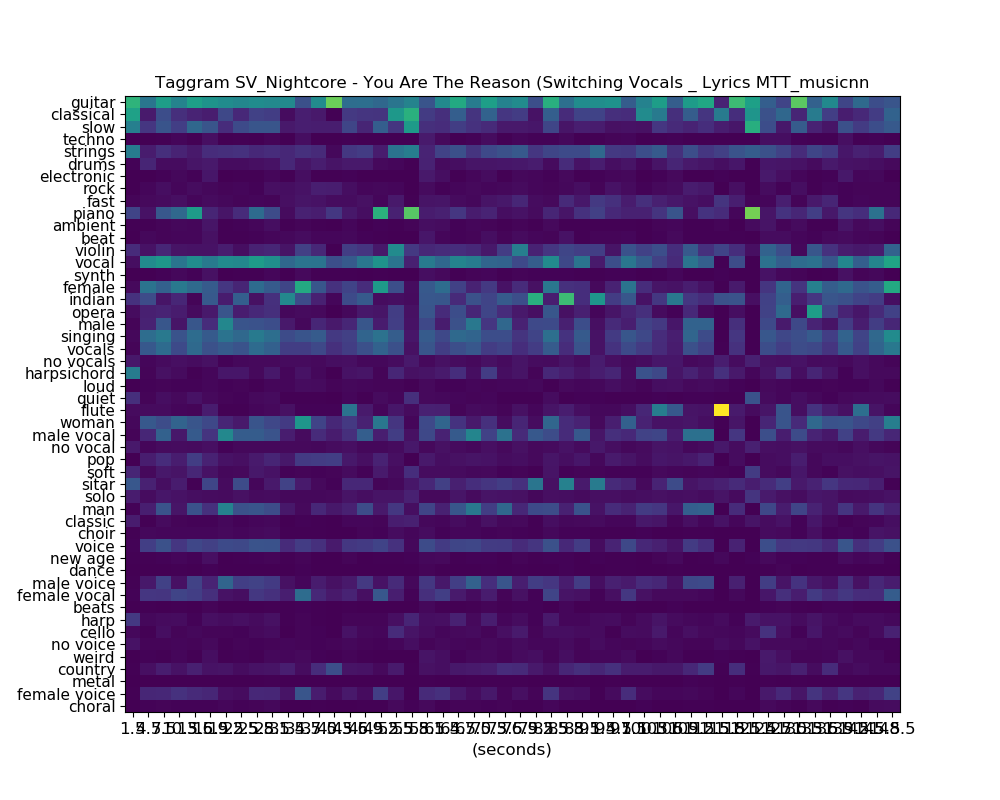 Taggram SV_Nightcore - You Are The Reason (Switching Vocals _ Lyrics MTT_musicnn
guitar
classical
slow
techno
strings
drums
electronic
rock
fast
piano
ambient
beat
violin
vocal
synth
female
indian
opera
male
singing
vocals
no vocals
harpsichord
loud
quiet
flute
woman
male vocal
no vocal
pop
soft
sitar
solo
man
classic
choir
voice
new age
dance
male voice
female vocal
beats
harp
cello
no voice
weird
country
metal
female voice
choral
(seconds)